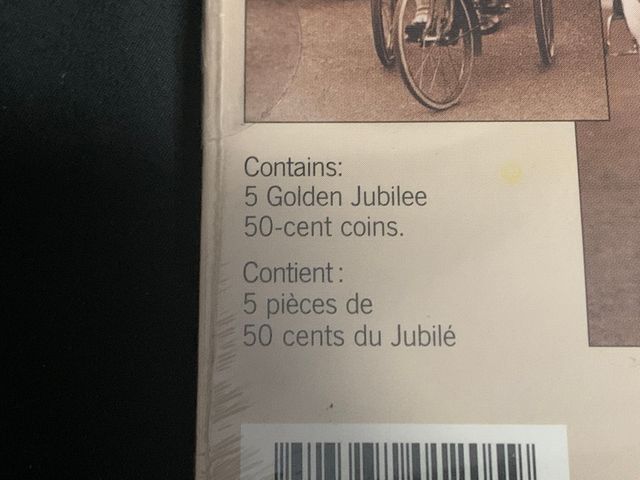 Contains:
5 Golden Jubilee
50-cent coins.
Contient :
5 pièces de
50 cents du Jubilé